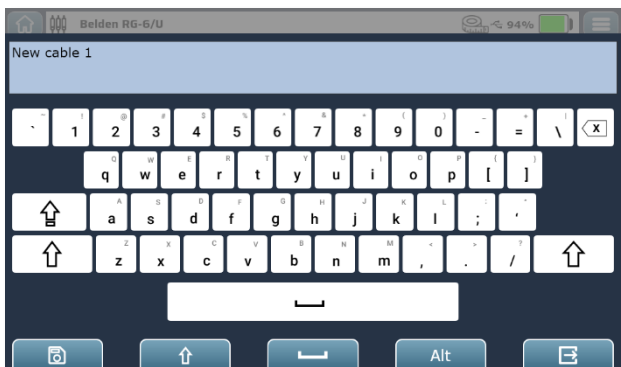 Belden RG-6/U 94%
New cable 1
~ ` ! 1 @ 2 # 3 $ 4 % 5 ^ 6 & 7 * 8 ( 9 ) 0 _ - + = | \ x
Q q W w E e R r T t Y y U u I i O o P p { [ } ]
A a S s D d F f G g H h J j K k L l : ; " '
Z z X x C c V v B b N n M m < , > . ? /
Alt